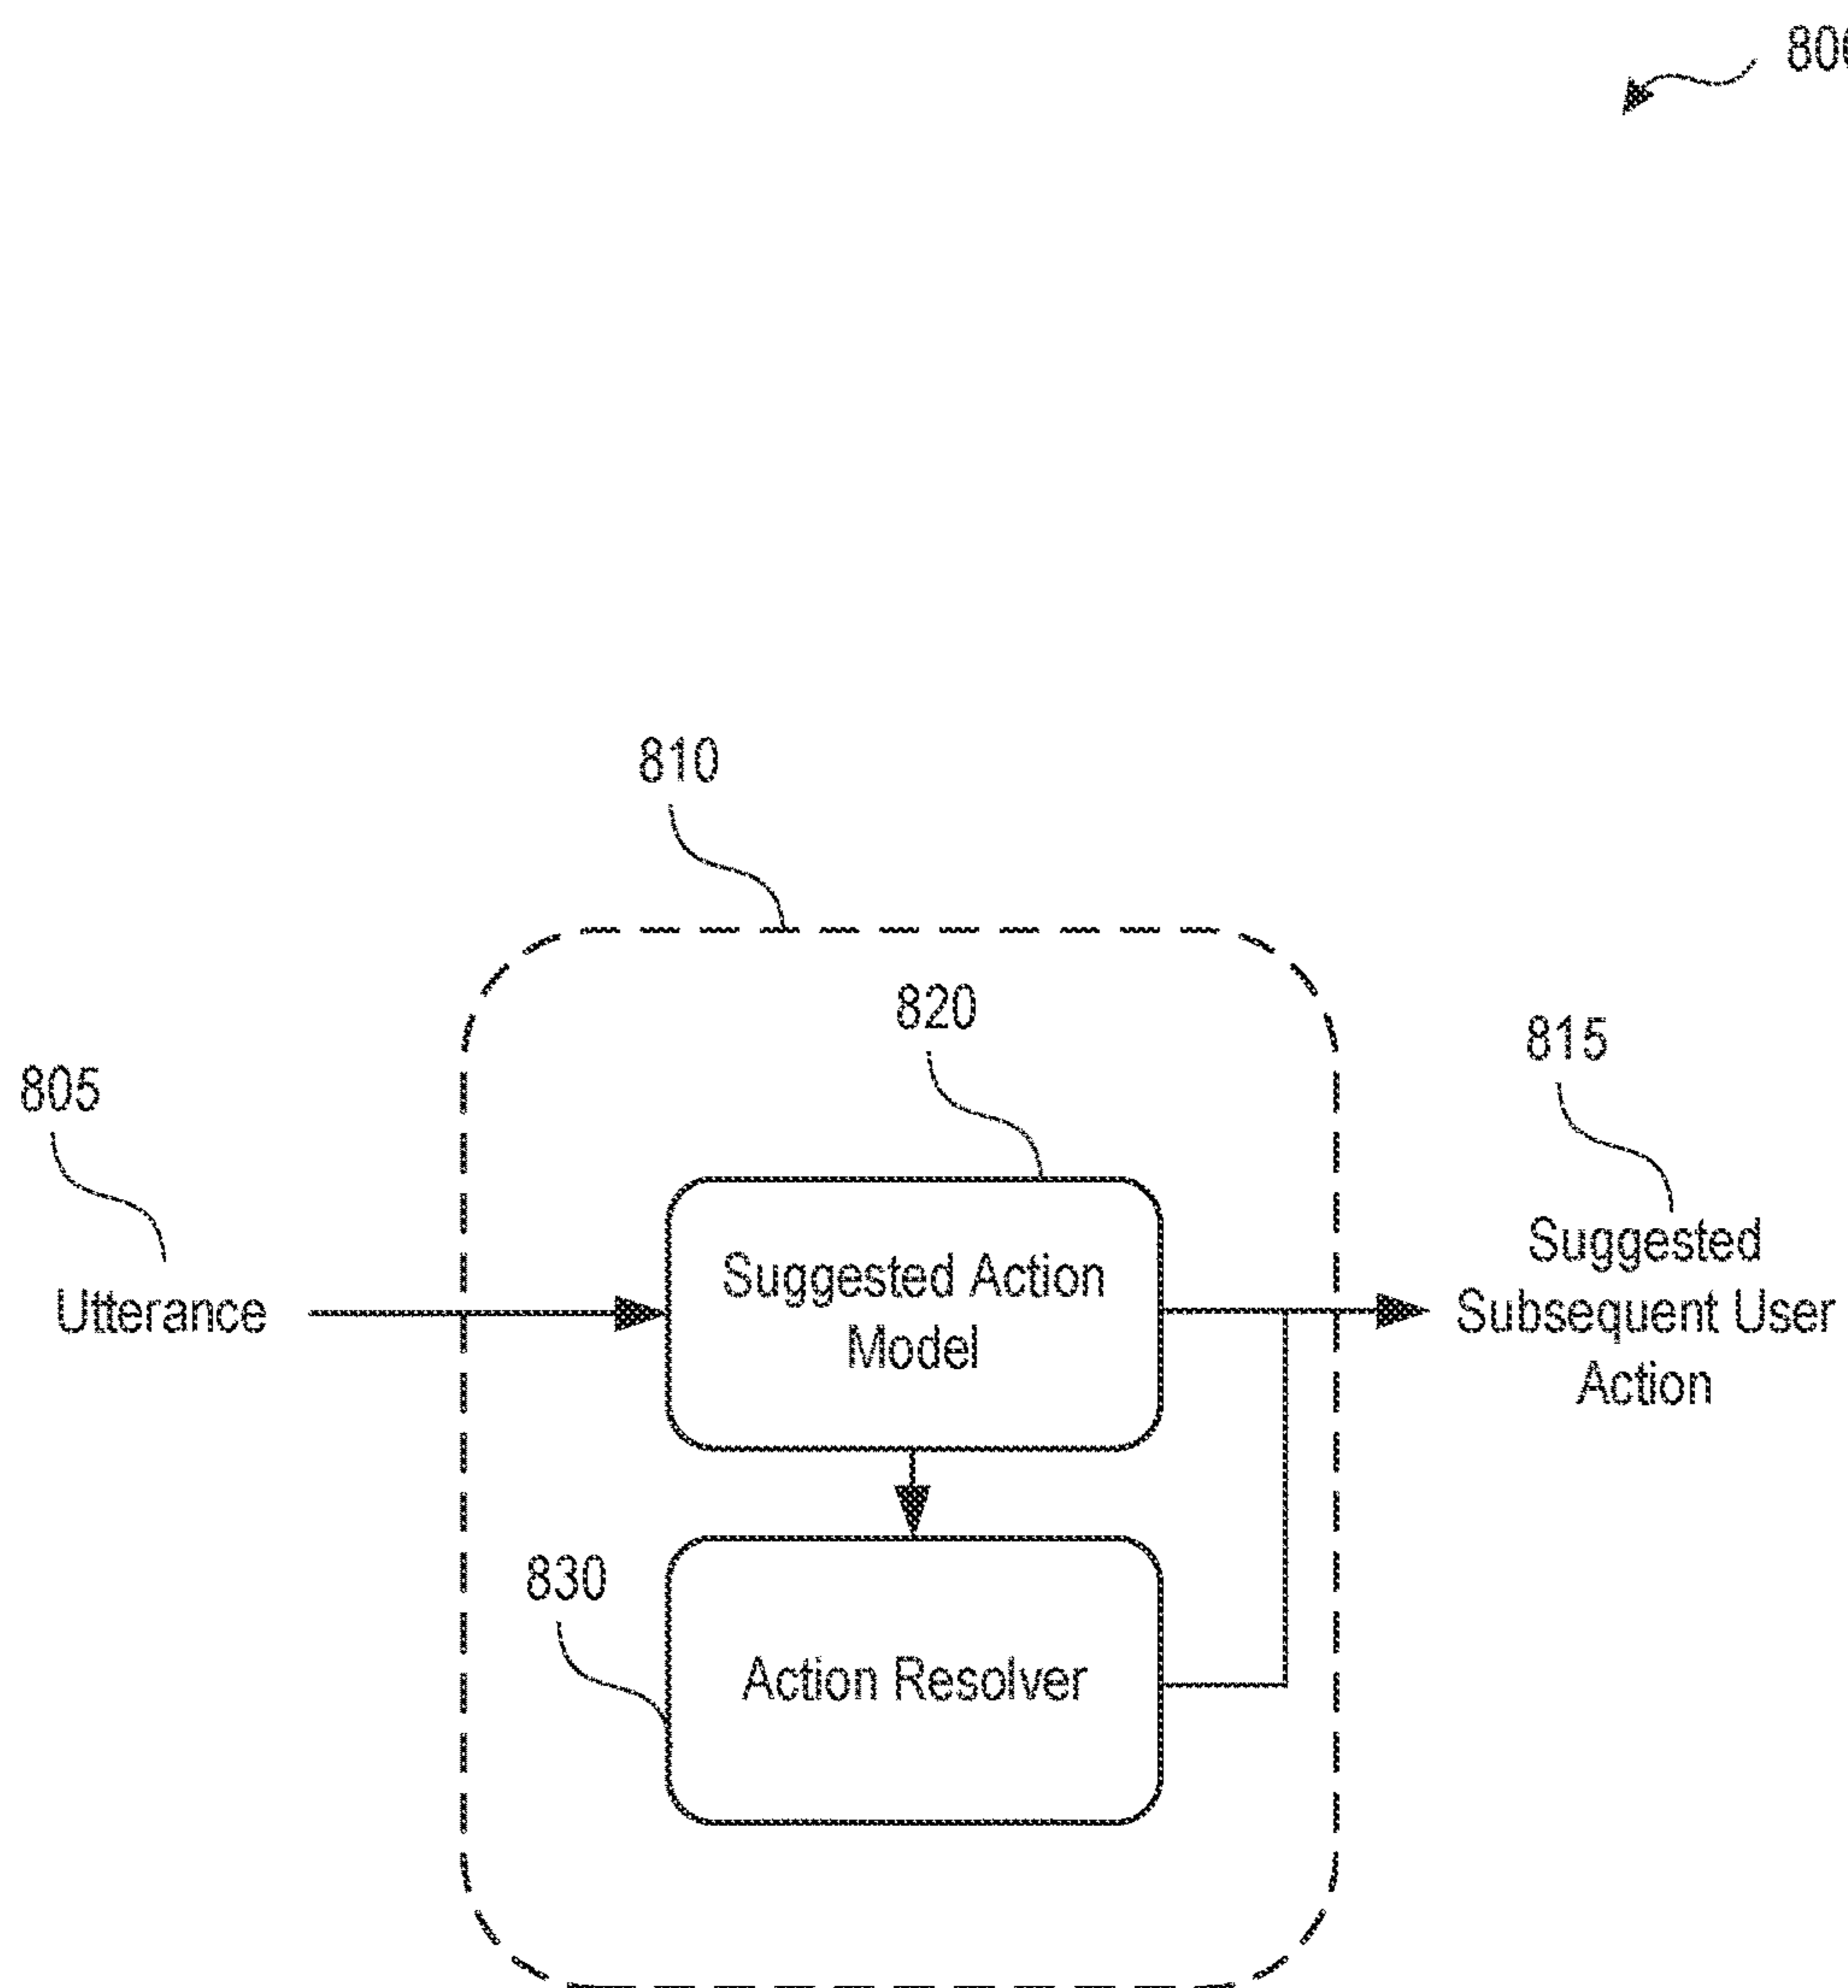 800
810
820
815
805
Suggested Action
Model
Utterance
Suggested
Subsequent User
Action
830
Action Resolver